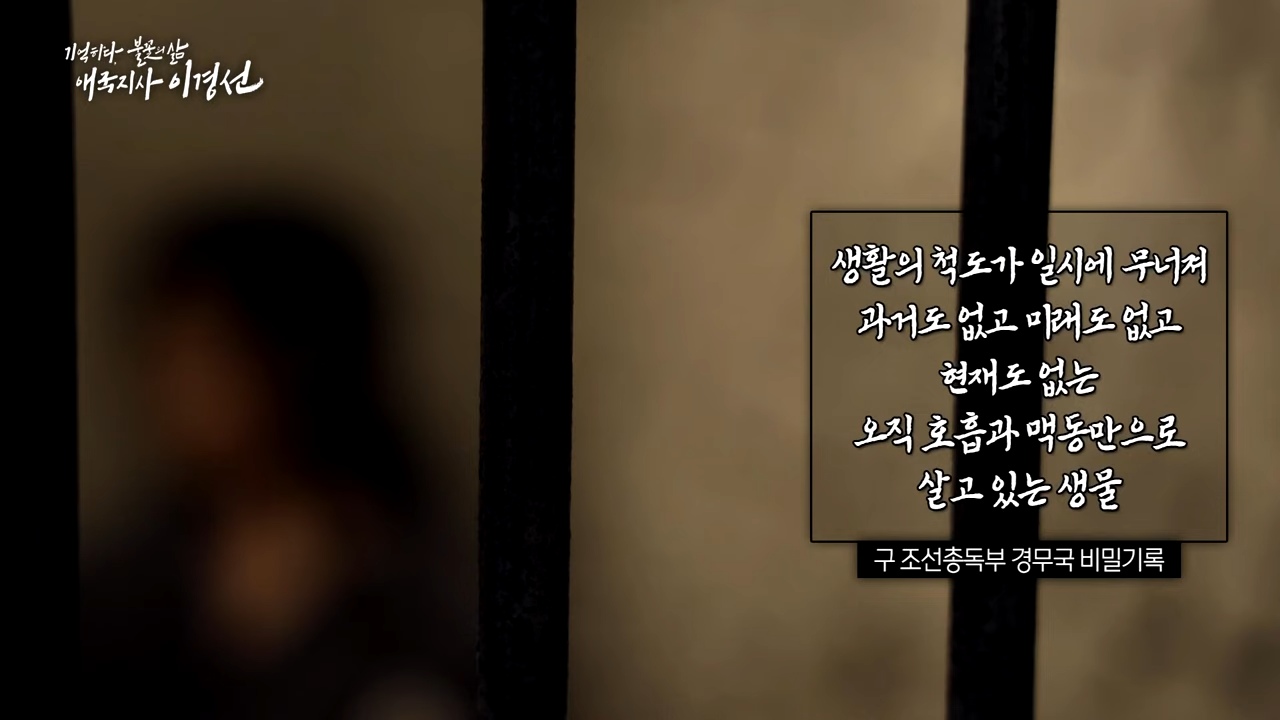 기억하다, 불꽃의 삶
애국지사 이경선
생활의 척도가 일시에 무너져
과거도 없고 미래도 없고
현재도 없는
오직 호흡과 맥동만으로
살고 있는 생물
구 조선총독부 경무국 비밀기록